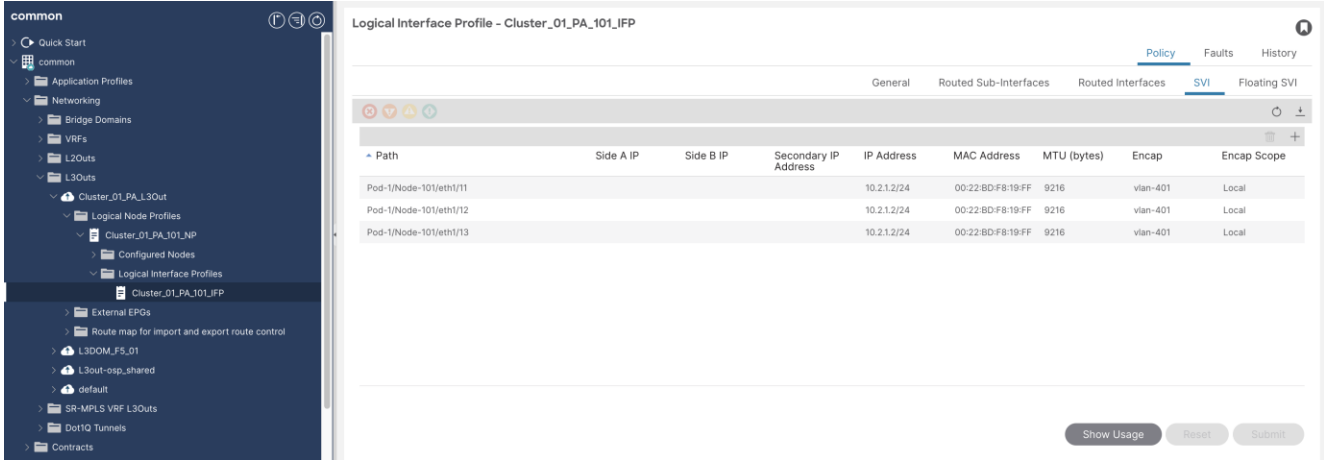 common
Quick Start
common
Application Profiles
Networking
Bridge Domains
VRFs
L2Outs
L3Outs
Cluster_01_PA_L3Out
Logical Node Profiles
Cluster_01_PA_101_NP
Configured Nodes
Logical Interface Profiles
Cluster_01_PA_101_IFP
External EPGs
Route map for import and export route control
L3DOM_F5_01
L3out-osp_shared
default
SR-MPLS VRF L3Outs
Dot1Q Tunnels
Contracts
Logical Interface Profile - Cluster_01_PA_101_IFP
Policy Faults History
General Routed Sub-Interfaces Routed Interfaces SVI Floating SVI
Path Side A IP Side B IP Secondary IP Address IP Address MAC Address MTU (bytes) Encap Encap Scope
Pod-1/Node-101/eth1/11 10.2.1.2/24 00:22:BD:F8:19:FF 9216 vlan-401 Local
Pod-1/Node-101/eth1/12 10.2.1.2/24 00:22:BD:F8:19:FF 9216 vlan-401 Local
Pod-1/Node-101/eth1/13 10.2.1.2/24 00:22:BD:F8:19:FF 9216 vlan-401 Local
Show Usage Reset Submit